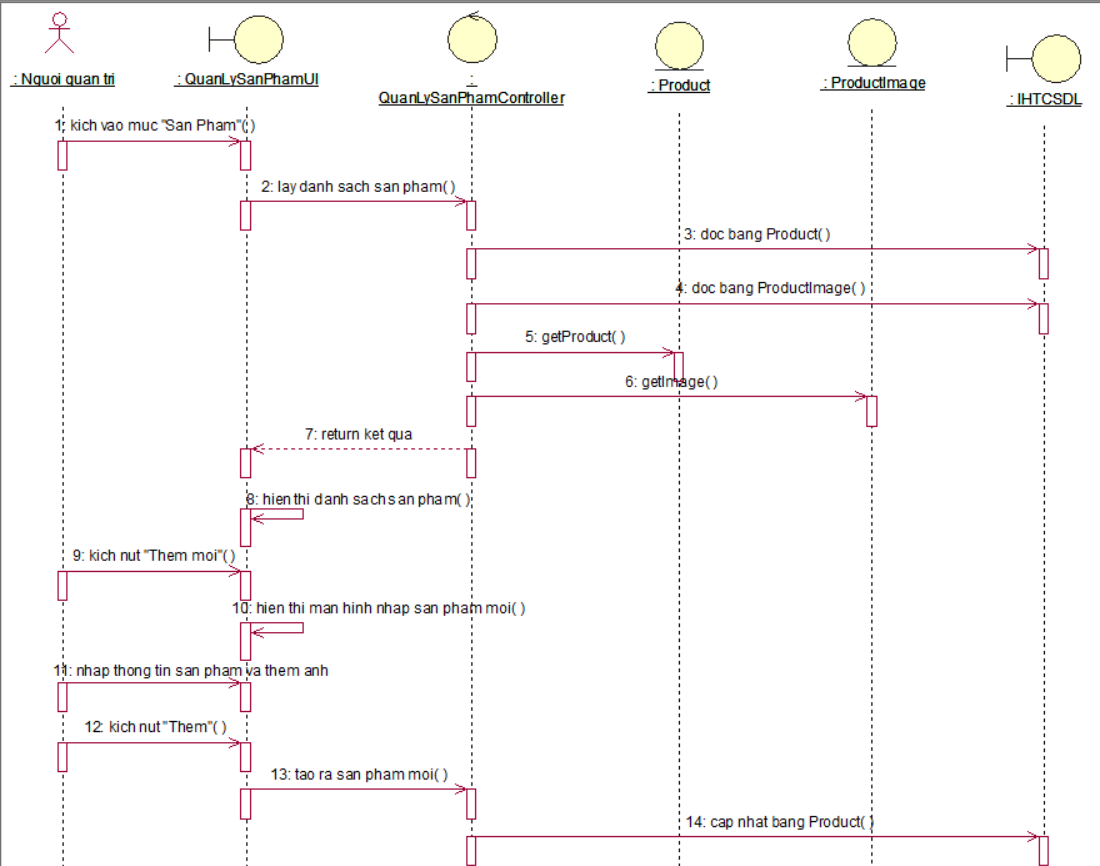 : Nguoi quan tri
: QuanLySanPhamUI
:
QuanLySanPhamController
: Product
: ProductImage
: IHTCSDL
1: kich vao muc "San Pham"( )
2: lay danh sach san pham( )
3: doc bang Product( )
4: doc bang ProductImage( )
5: getProduct( )
6: getImage( )
7: return ket qua
8: hien thi danh sach san pham( )
9: kich nut "Them moi"( )
10: hien thi man hinh nhap san pham moi( )
11: nhap thong tin san pham va them anh
12: kich nut "Them"( )
13: tao ra san pham moi( )
14: cap nhat bang Product( )